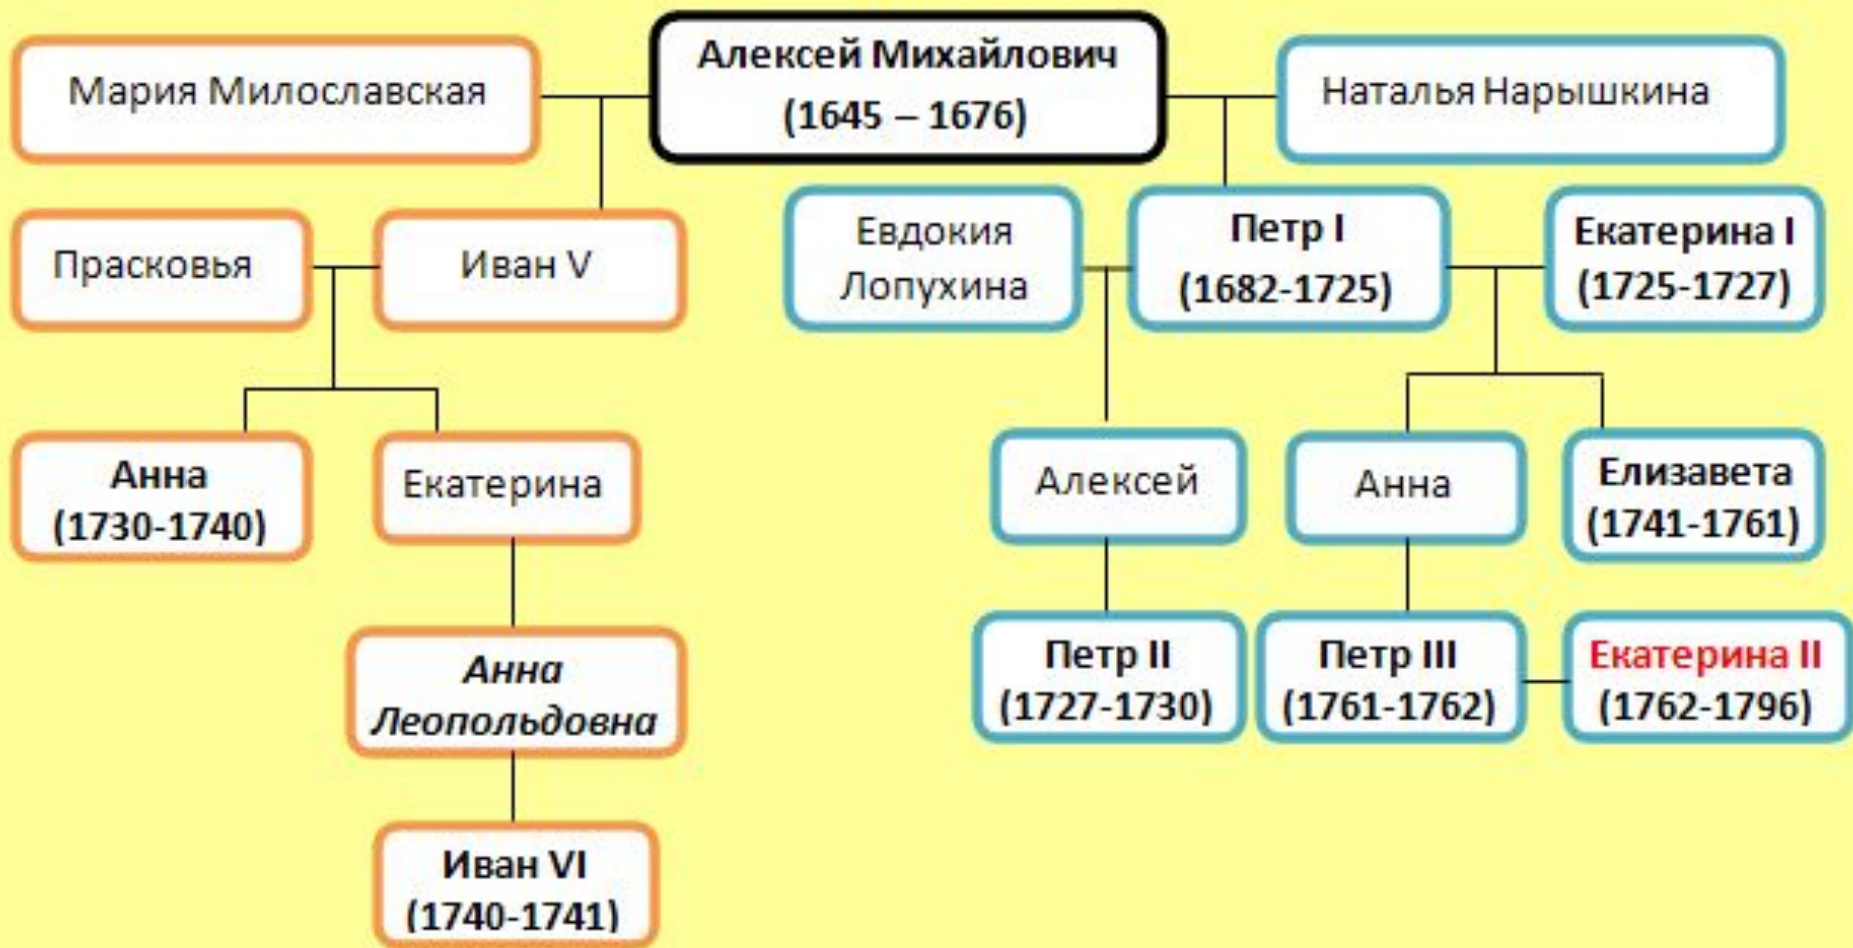 Мария Милославская
Алексей Михайлович
(1645 – 1676)
Наталья Нарышкина
Прасковья
Иван V
Евдокия
Лопухина
Петр I
(1682-1725)
Екатерина I
(1725-1727)
Анна
(1730-1740)
Екатерина
Алексей
Анна
Елизавета
(1741-1761)
Анна
Леопольдовна
Петр II
(1727-1730)
Петр III
(1761-1762)
Екатерина II
(1762-1796)
Иван VI
(1740-1741)